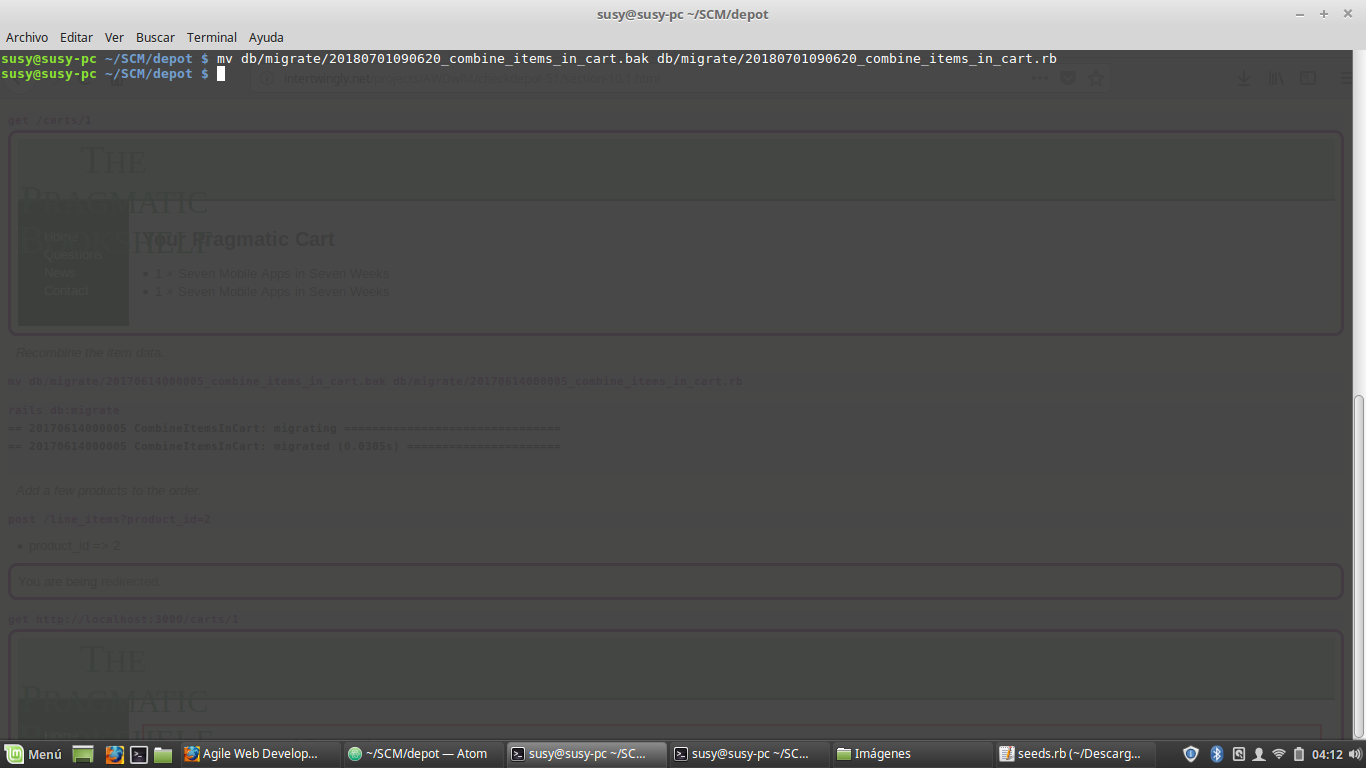 susy@susy-pc ~/SCM/depot
Archivo Editar Ver Buscar Terminal Ayuda
susy@susy-pc ~/SCM/depot $ mv db/migrate/20180701090620_combine_items_in_cart.bak db/migrate/20180701090620_combine_items_in_cart.rb
susy@susy-pc ~/SCM/depot $
get /carts/1
THE
PRAGMATIC
Your Pragmatic Cart
Questions
News
Contact
• 1 × Seven Mobile Apps in Seven Weeks
• 1 × Seven Mobile Apps in Seven Weeks
Recombine the item data.
mv db/migrate/20170614000005_combine_items_in_cart.bak db/migrate/20170614000005_combine_items_in_cart.rb
rails db:migrate
== 20170614000005 CombineItemsInCart: migrating ===============================
== 20170614000005 CombineItemsInCart: migrated (0.0305s) ======================
Add a few products to the order.
post /line_items?product_id=2
• product_id => 2
You are being redirected.
get http://localhost:3000/carts/1
THE
PRAGMATIC
Menú
Agile Web Develop...
~/SCM/depot — Atom
susy@susy-pc ~/SC...
susy@susy-pc ~/SC...
Imágenes
seeds.rb (~/Descarg...
04:12